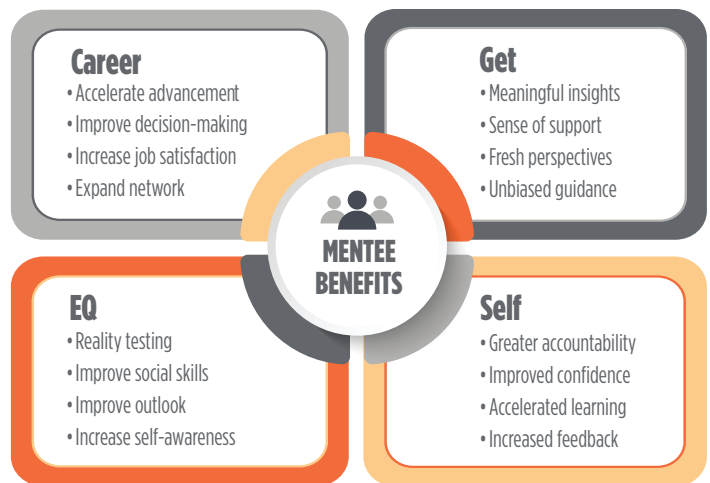 Career
• Accelerate advancement
• Improve decision-making
• Increase job satisfaction
• Expand network
Get
• Meaningful insights
• Sense of support
• Fresh perspectives
• Unbiased guidance
MENTEE
BENEFITS
EQ
• Reality testing
• Improve social skills
• Improve outlook
• Increase self-awareness
Self
• Greater accountability
• Improved confidence
• Accelerated learning
• Increased feedback